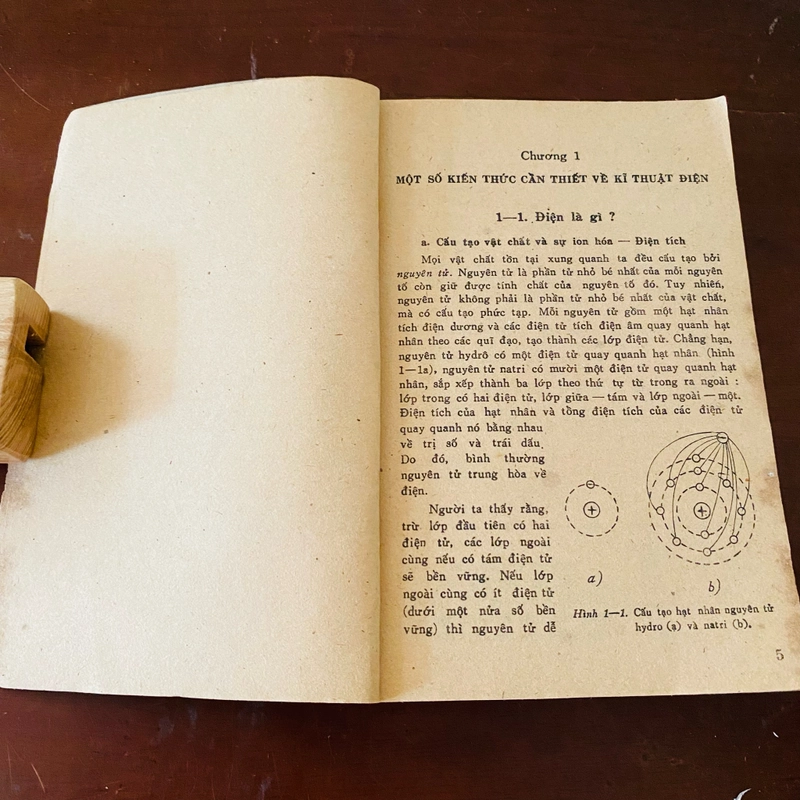 Chương 1
MỘT SỐ KIẾN THỨC CẦN THIẾT VỀ KĨ THUẬT ĐIỆN
1—1. Điện là gì ?
a. Cấu tạo vật chất và sự ion hóa — Điện tích
Mọi vật chất tồn tại xung quanh ta đều cấu tạo bởi
nguyên tử. Nguyên tử là phần tử nhỏ bé nhất của mỗi nguyên
tố còn giữ được tính chất của nguyên tố đó. Tuy nhiên,
nguyên tử không phải là phần tử nhỏ bé nhất của vật chất,
mà có cấu tạo phức tạp. Mỗi nguyên tử gồm một hạt nhân
tích điện dương và các điện tử tích điện âm quay quanh hạt
nhân theo các quĩ đạo, tạo thành các lớp điện tử. Chẳng hạn,
nguyên tử hydrô có một điện tử quay quanh hạt nhân (hình
1—1a), nguyên tử natri có mười một điện tử quay quanh hạt
nhân, sắp xếp thành ba lớp theo thứ tự từ trong ra ngoài :
lớp trong có hai điện tử, lớp giữa — tám và lớp ngoài — một.
Điện tích của hạt nhân và tổng điện tích của các điện tử
quay quanh nó bằng nhau
về trị số và trái dấu.
Do đó, bình thường
nguyên tử trung hòa về
điện.
Người ta thấy rằng,
trừ lớp đầu tiên có hai
điện tử, các lớp ngoài
cùng nếu có tám điện tử
sẽ bền vững. Nếu lớp
ngoài cùng có ít điện tử
(dưới một nửa số bền
vững) thì nguyên tử dễ
a)
b)
Hình 1—1. Cấu tạo hạt nhân nguyên tử
hydro (a) và natri (b).
5